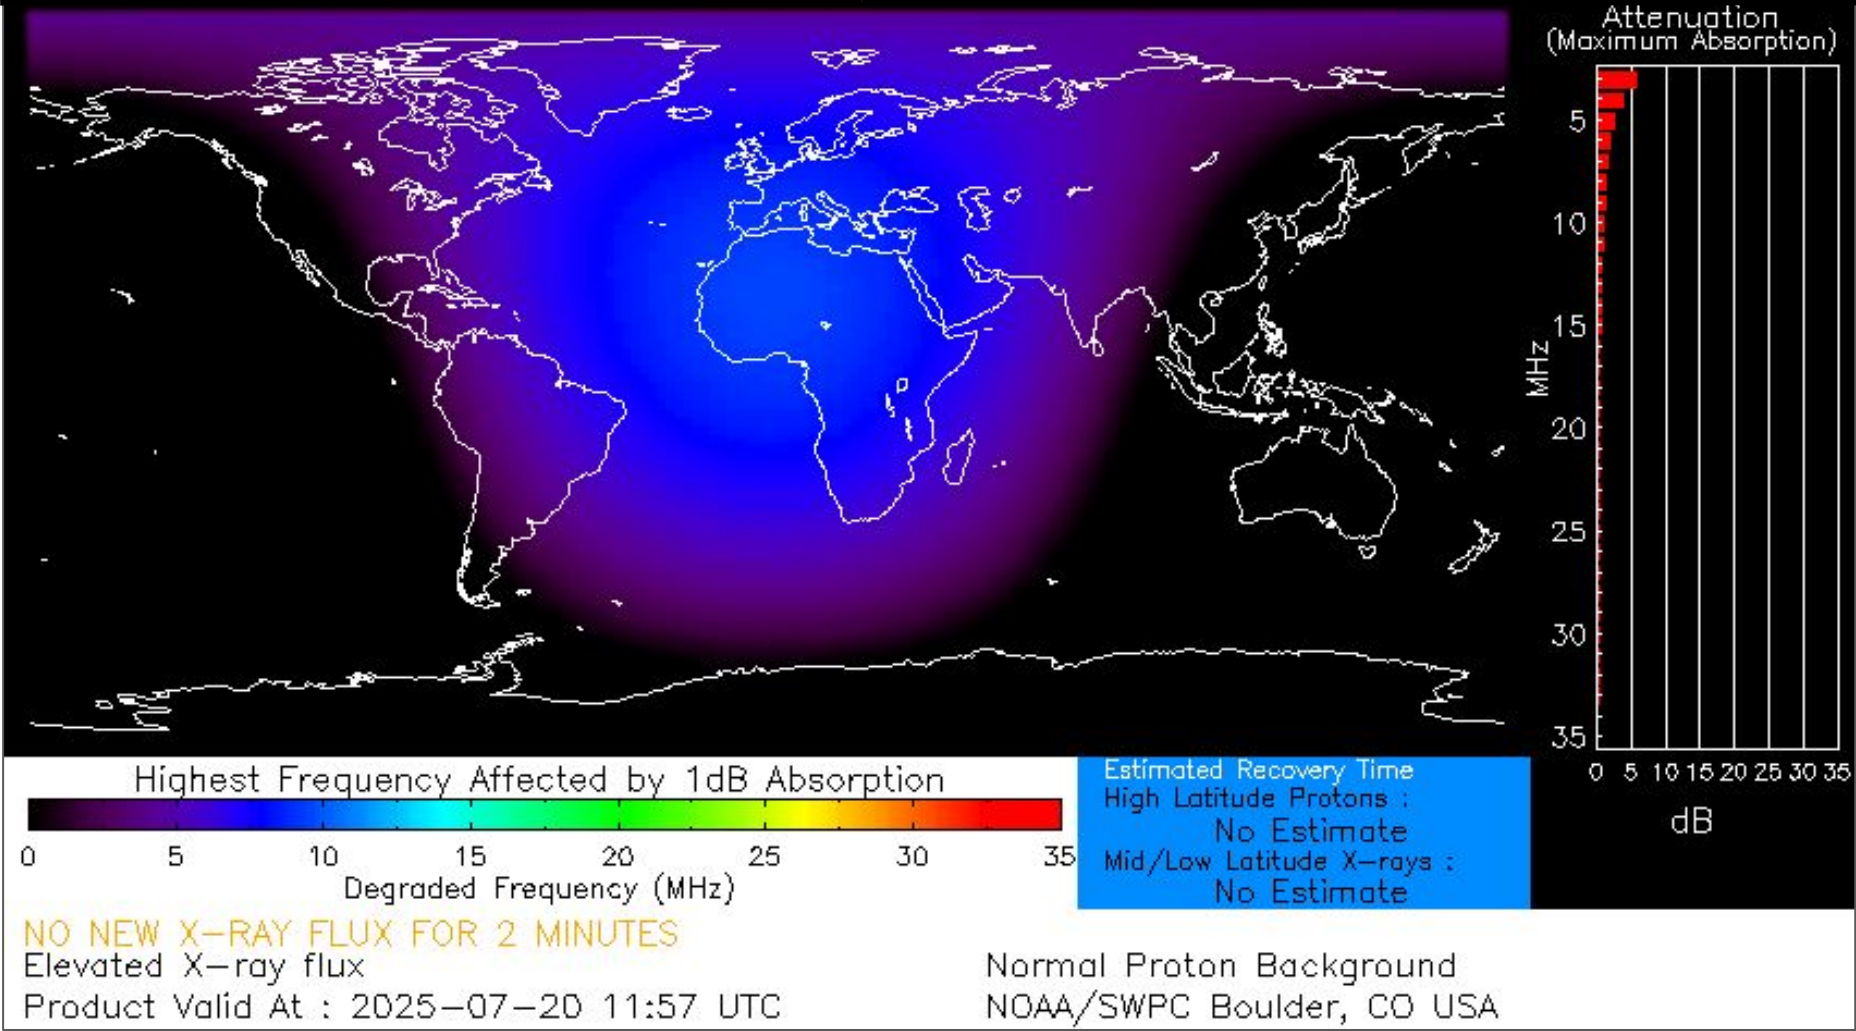 Attenuation
(Maximum Absorption)
5
10
15
20
25
30
35
MHz
0 5 10 15 20 25 30 35
dB
Highest Frequency Affected by 1dB Absorption
0 5 10 15 20 25 30 35
Degraded Frequency (MHz)
Estimated Recovery Time
High Latitude Protons :
No Estimate
Mid/Low Latitude X-rays :
No Estimate
NO NEW X-RAY FLUX FOR 2 MINUTES
Elevated X-ray flux
Normal Proton Background
Product Valid At : 2025-07-20 11:57 UTC
NOAA/SWPC Boulder, CO USA